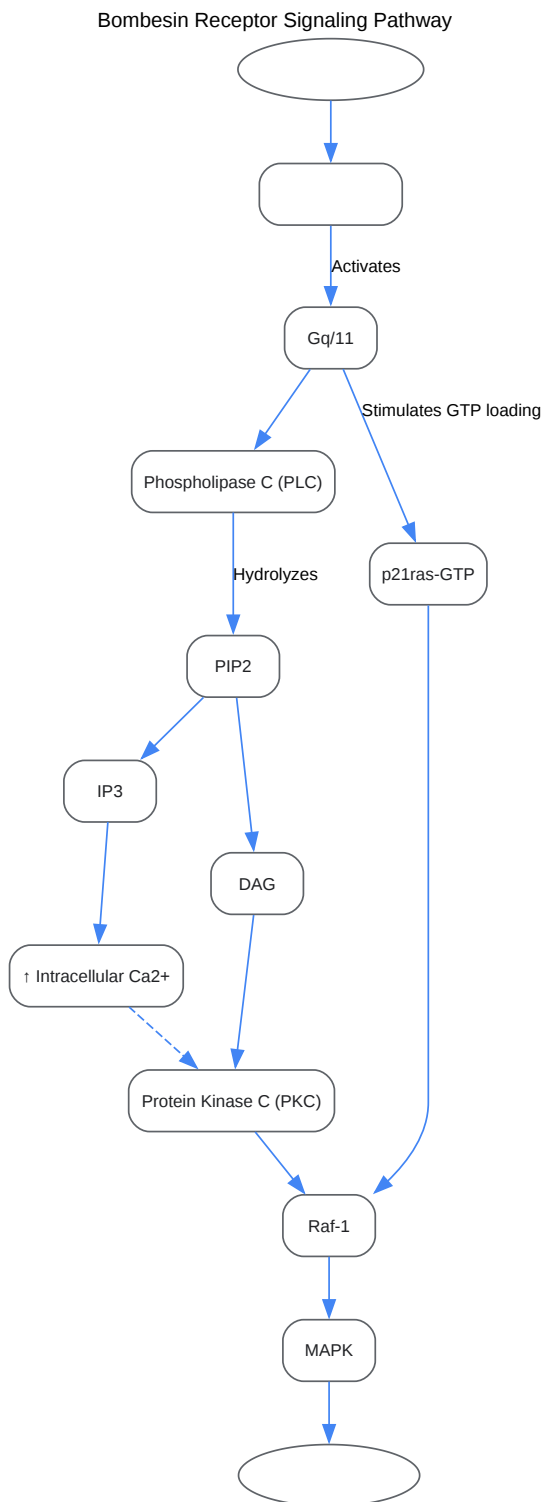 Bombesin Receptor Signaling Pathway
Activates
Gq/11
Stimulates GTP loading
Phospholipase C (PLC)
p21ras-GTP
Hydrolyzes
PIP2
IP3
DAG
↑ Intracellular Ca2+
Protein Kinase C (PKC)
Raf-1
MAPK